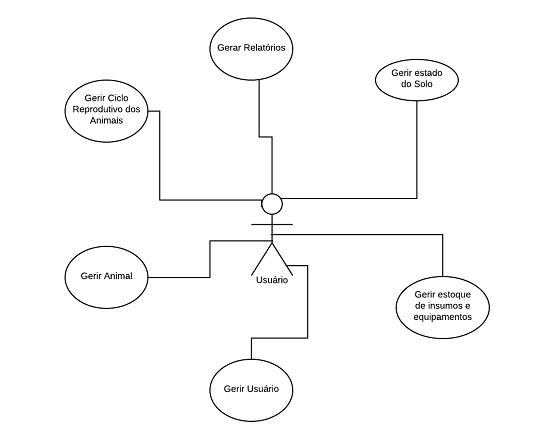 Gerar Relatórios
Gerir estado
do Solo
Gerir Ciclo
Reprodutivo dos
Animais
Gerir Animal
Usuário
Gerir estoque
de insumos e
equipamentos
Gerir Usuário